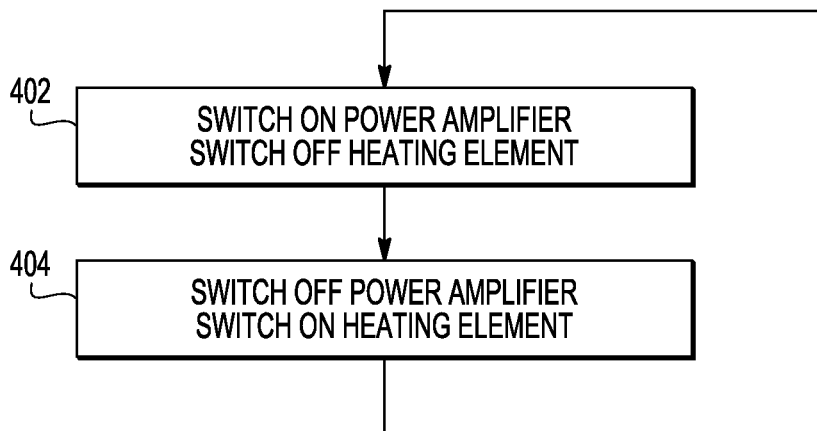 402
SWITCH ON POWER AMPLIFIER
SWITCH OFF HEATING ELEMENT
404
SWITCH OFF POWER AMPLIFIER
SWITCH ON HEATING ELEMENT